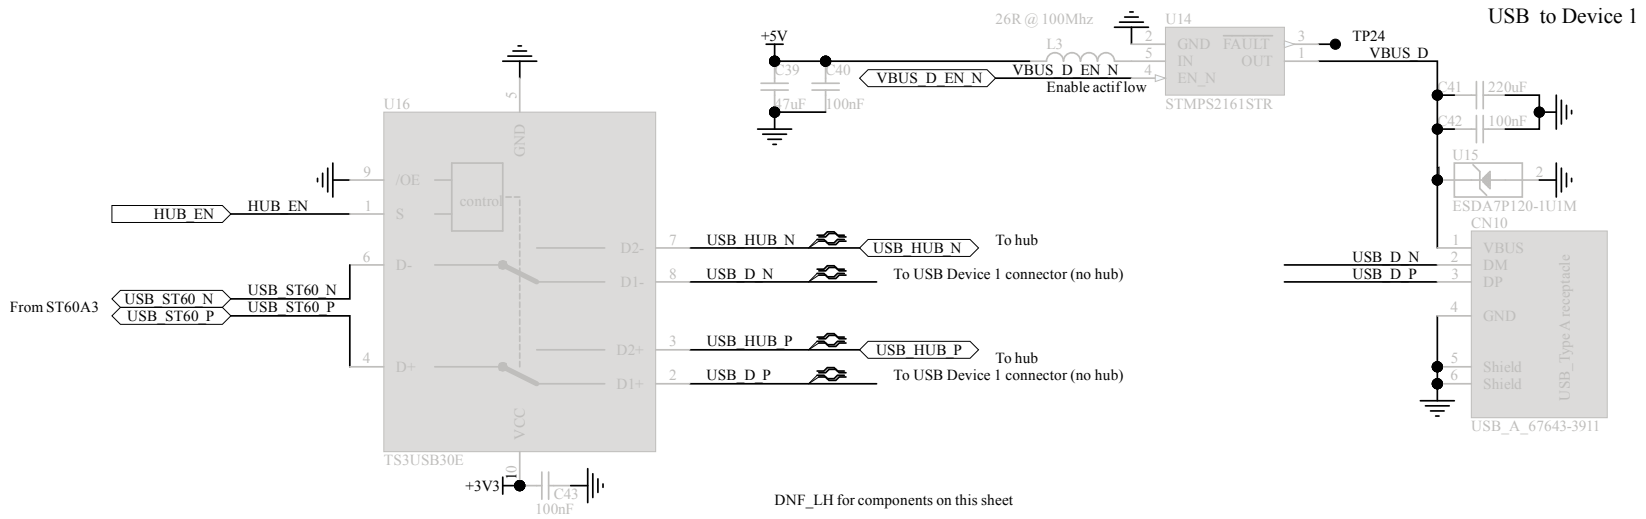 USB to Device 1
26R @ 100Mhz
U14
+5V
L3
2
GND
FAULT
3
TP24
5
IN
OUT
1
VBUS_D
C39
C40
VBUS_D_EN_N
VBUS_D_EN_N
4
EN_N
Enable actif low
47uF
100nF
STMPS2161STR
C41
220uF
C42
100nF
U15
1
2
ESDA7P120-1U1M
CN10
U16
5
GND
9
/OE
control
HUB_EN
HUB_EN
1
S
D2-
7
USB_HUB_N
USB_HUB_N
To hub
6
D-
D1-
8
USB_D_N
To USB Device 1 connector (no hub)
From ST60A3
USB_ST60_N
USB_ST60_N
USB_ST60_P
USB_ST60_P
D2+
3
USB_HUB_P
USB_HUB_P
To hub
4
D+
D1+
2
USB_D_P
To USB Device 1 connector (no hub)
VCC
TS3USB30E
10
+3V3
C43
100nF
1
VBUS
USB_D_N
2
DM
USB_D_P
3
DP
4
GND
5
Shield
6
Shield
USB_Type A receptacle
USB_A_67643-3911
DNF_LH for components on this sheet